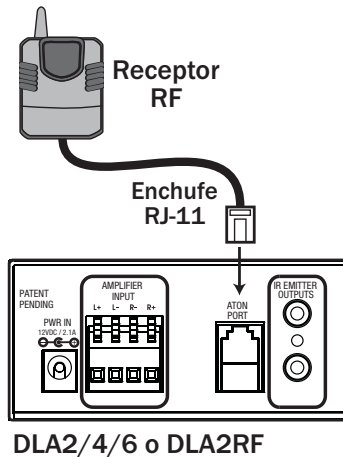 Receptor
RF
Enchufe
RJ-11
PATENT
PENDING
PWR IN
12VDC / 2.1A
AMPLIFIER
INPUT
L+ L- R- R+
ATON
PORT
IR EMITTER
OUTPUTS
DLA2/4/6 o DLA2RF